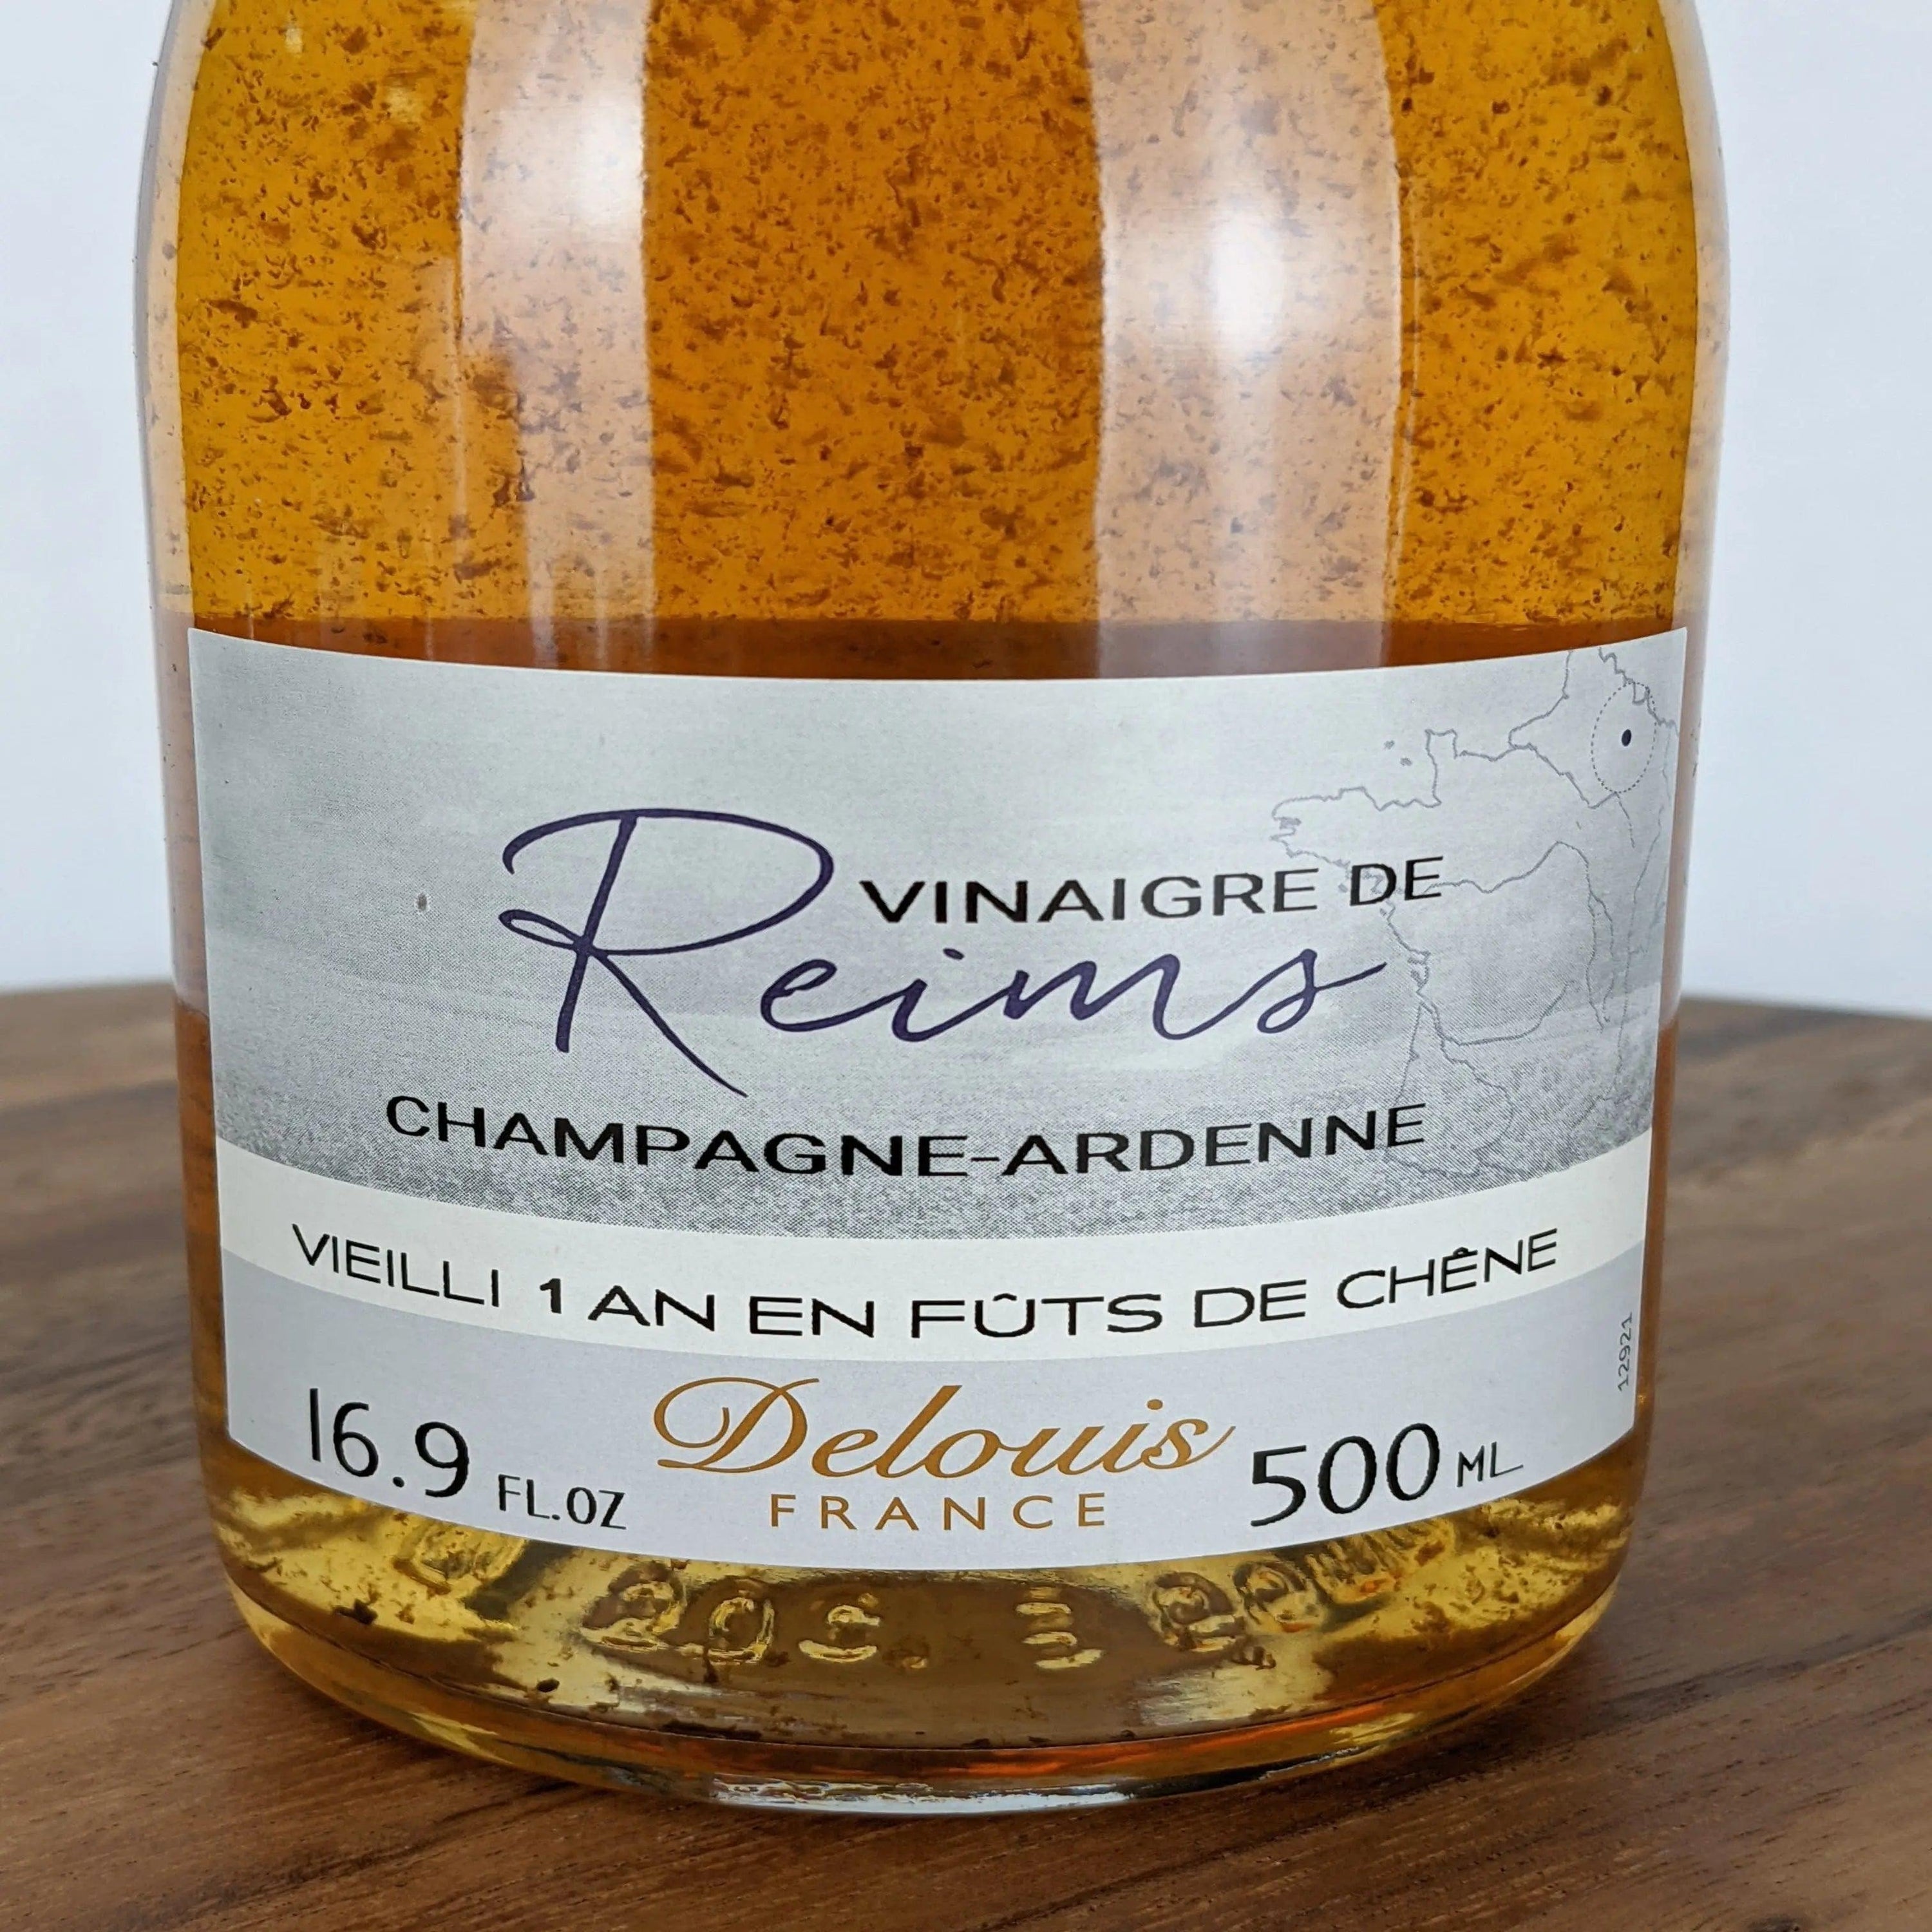 VINAIGRE DE
Reims
CHAMPAGNE-ARDENNE
VIEILLI 1 AN EN FÛTS DE CHÊNE
12921
16.9 FL.OZ
Delouis
FRANCE
500 ML